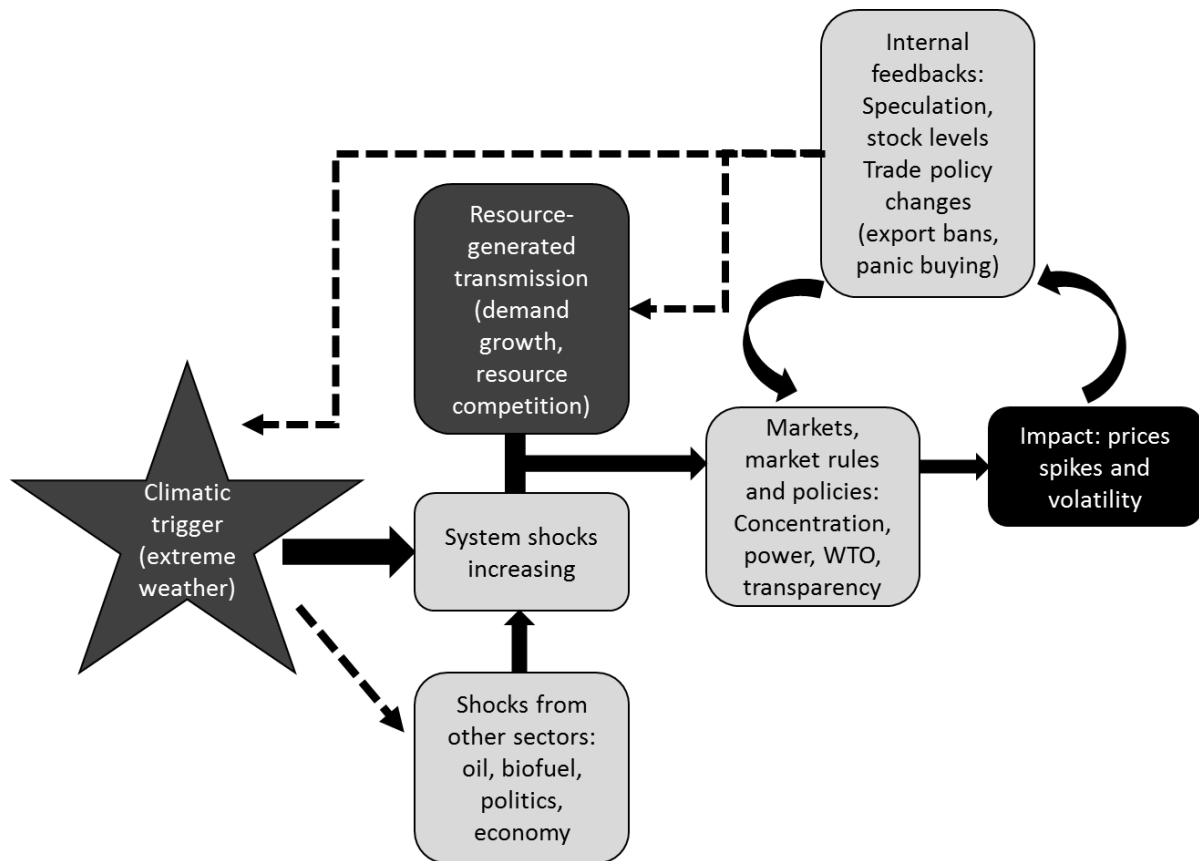 Internal
feedbacks:
Speculation,
stock levels
Trade policy
changes
(export bans,
panic buying)
Resource-
generated
transmission
(demand
growth,
resource
competition)
Climatic
trigger
(extreme
weather)
System shocks
increasing
Markets,
market rules
and policies:
Concentration,
power, WTO,
transparency
Impact: prices
spikes and
volatility
Shocks from
other sectors:
oil, biofuel,
politics,
economy